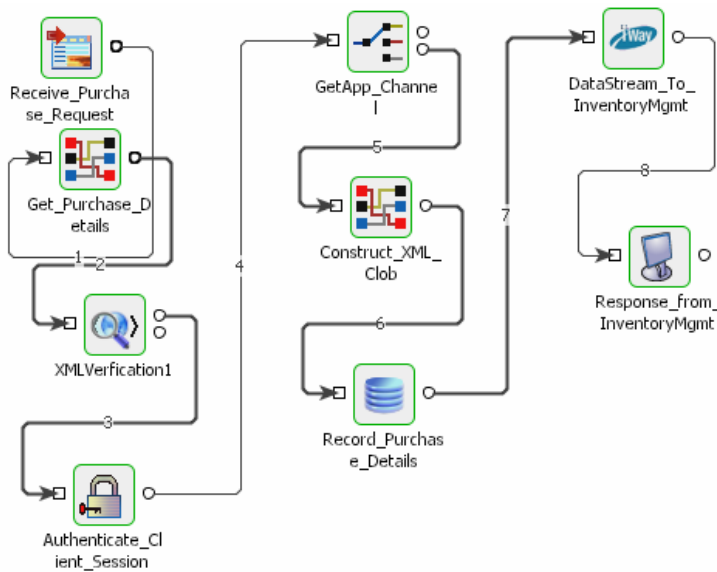 Receive_Purcha
se_Request
Get_Purchase_D
etails
1
2
XMLVerfication1
3
Authenticate_Cl
ient_Session
4
GetApp_Channe
l
5
Construct_XML_
Clob
6
Record_Purchas
e_Details
7
iWay
DataStream_To_
InventoryMgmt
8
Response_from_
InventoryMgmt